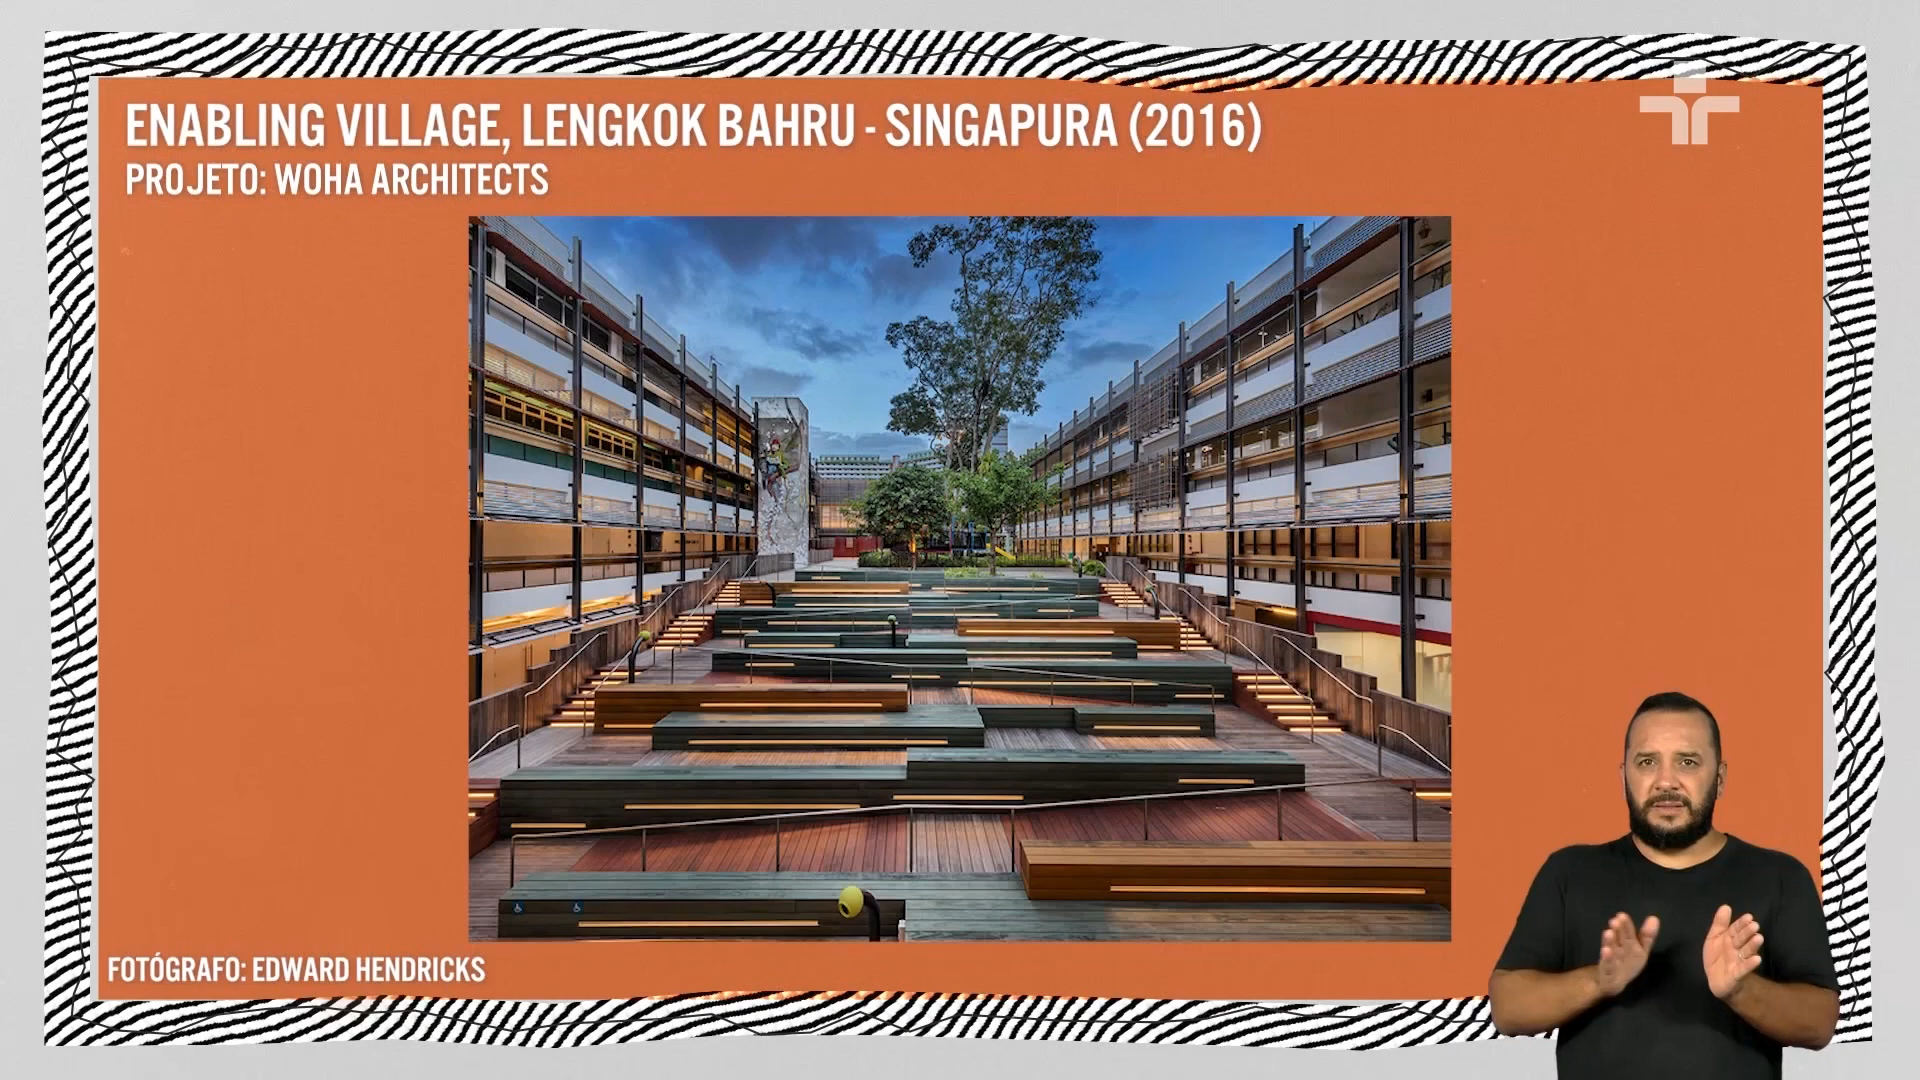 ENABLING VILLAGE, LENGKOK BAHRU - SINGAPURA (2016)
PROJETO: WOHA ARCHITECTS
FOTÓGRAFO: EDWARD HENDRICKS